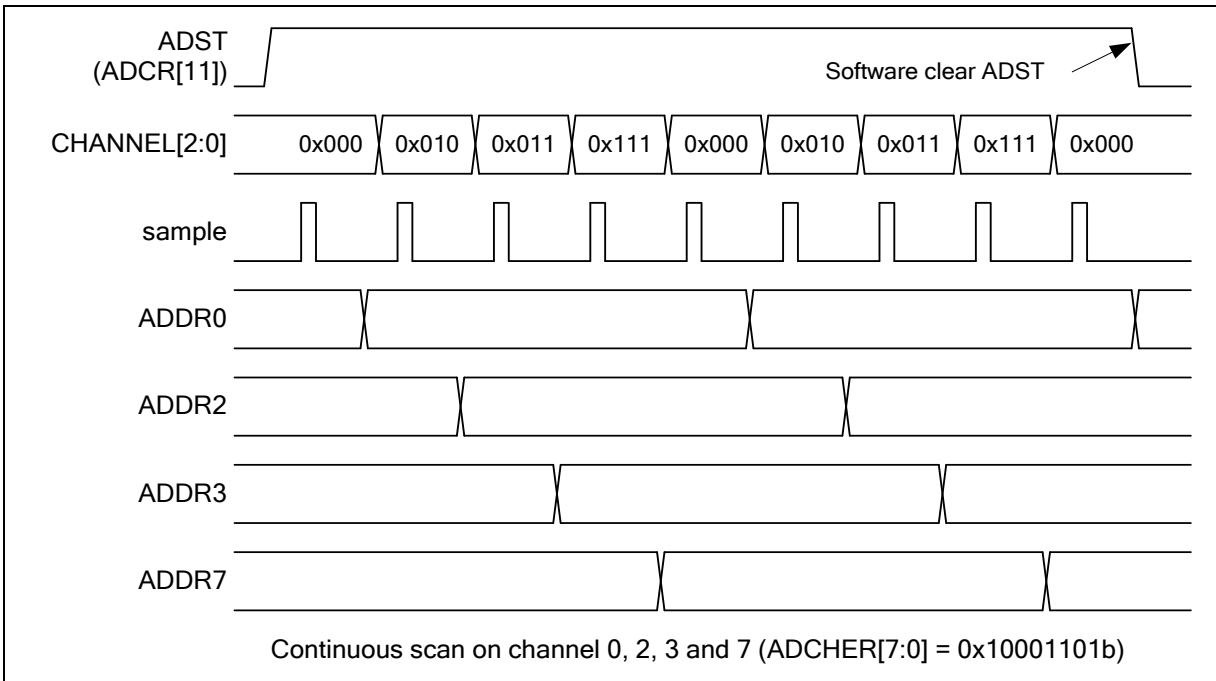 ADST
(ADCR[11])
Software clear ADST
CHANNEL[2:0]
0x000 0x010 0x011 0x111 0x000 0x010 0x011 0x111 0x000
sample
ADDR0
ADDR2
ADDR3
ADDR7
Continuous scan on channel 0, 2, 3 and 7 (ADCHER[7:0] = 0x10001101b)